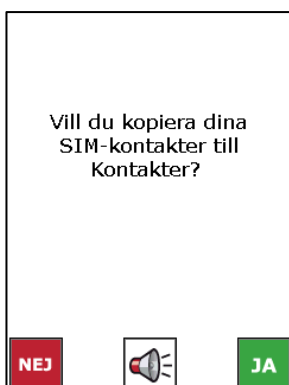 Vill du kopiera dina
SIM-kontakter till
Kontakter?
NEJ
JA